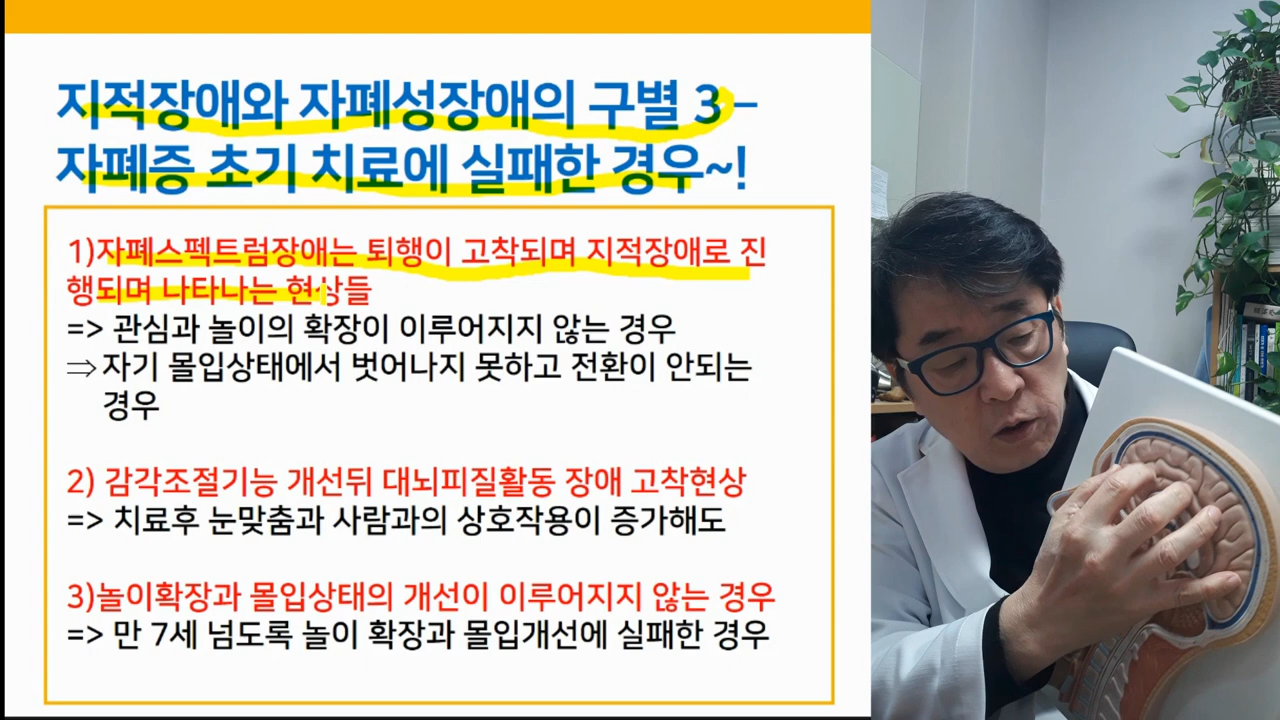 지적장애와 자폐성장애의 구별 3 –
자폐증 초기 치료에 실패한 경우~!
1)자폐스펙트럼장애는 퇴행이 고착되며 지적장애로 진
행되며 나타나는 현상들
=> 관심과 놀이의 확장이 이루어지지 않는 경우
⇒ 자기 몰입상태에서 벗어나지 못하고 전환이 안되는
경우
2) 감각조절기능 개선뒤 대뇌피질활동 장애 고착현상
=> 치료후 눈맞춤과 사람과의 상호작용이 증가해도
3)놀이확장과 몰입상태의 개선이 이루어지지 않는 경우
=> 만 7세 넘도록 놀이 확장과 몰입개선에 실패한 경우